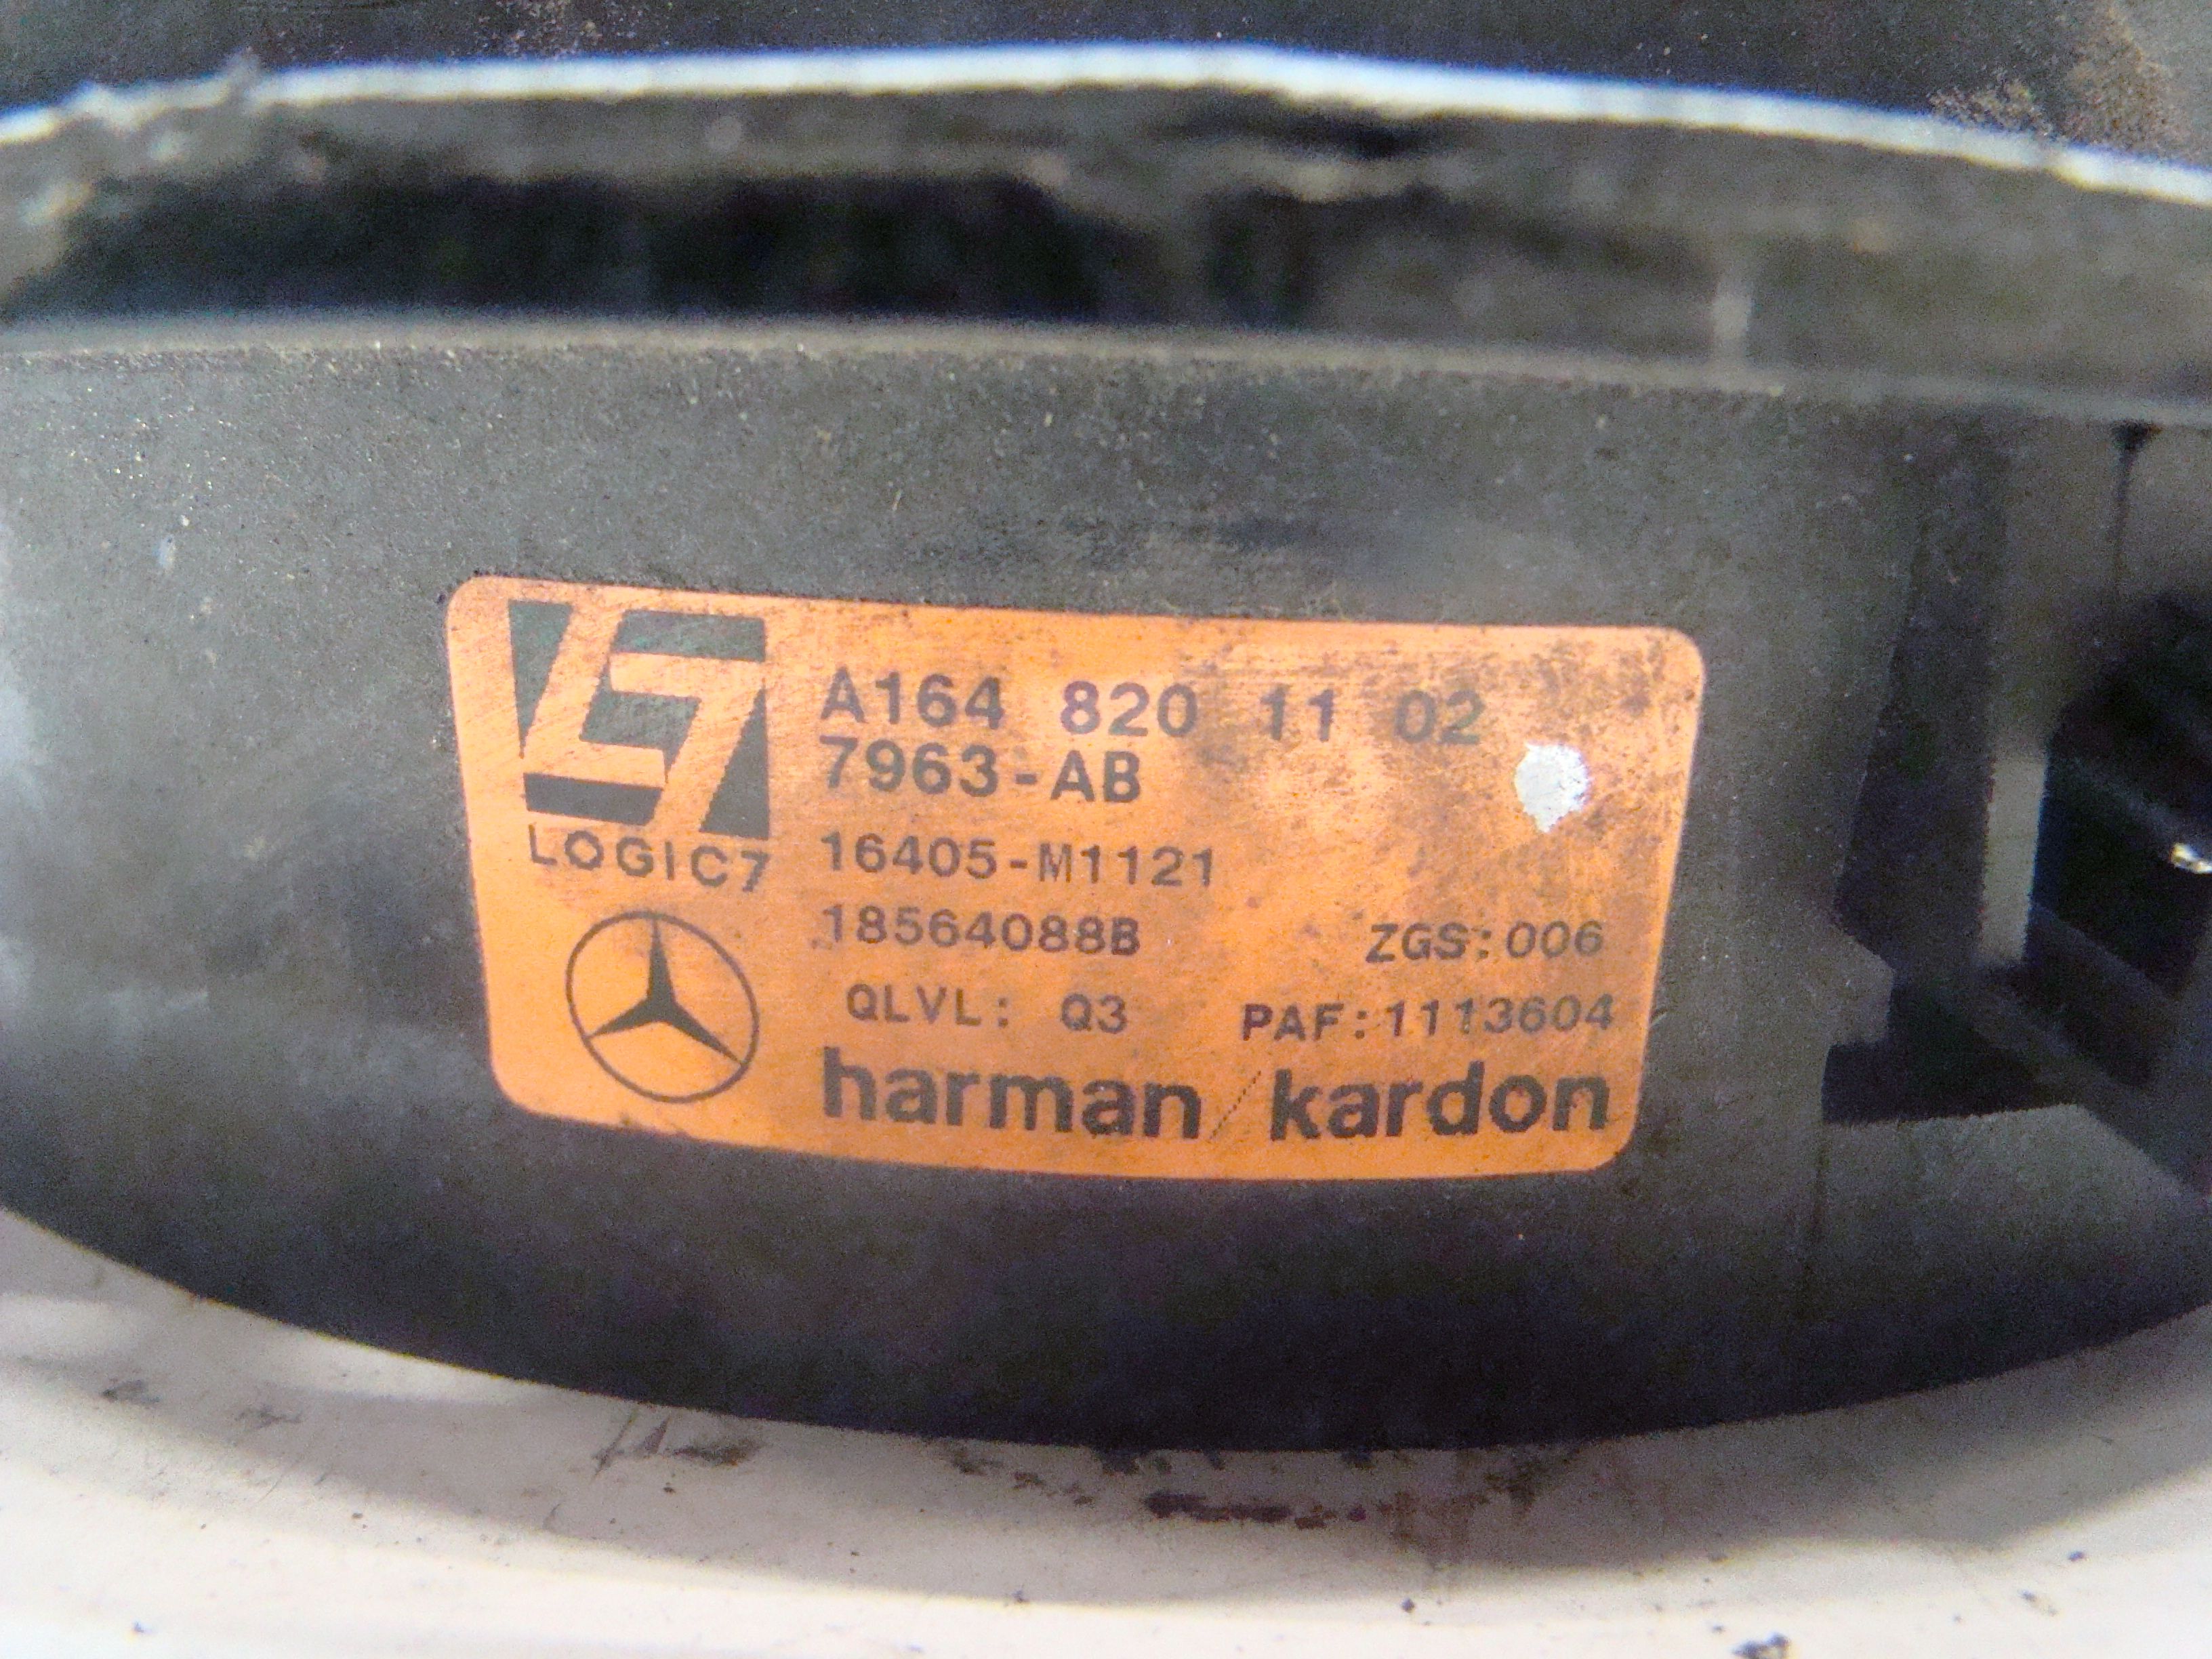 A164 820 11 02
7963-AB
LOGIC7
16405-M1121
18564088B ZGS:006
QLVL: Q3 PAF:1113604
harman/kardon